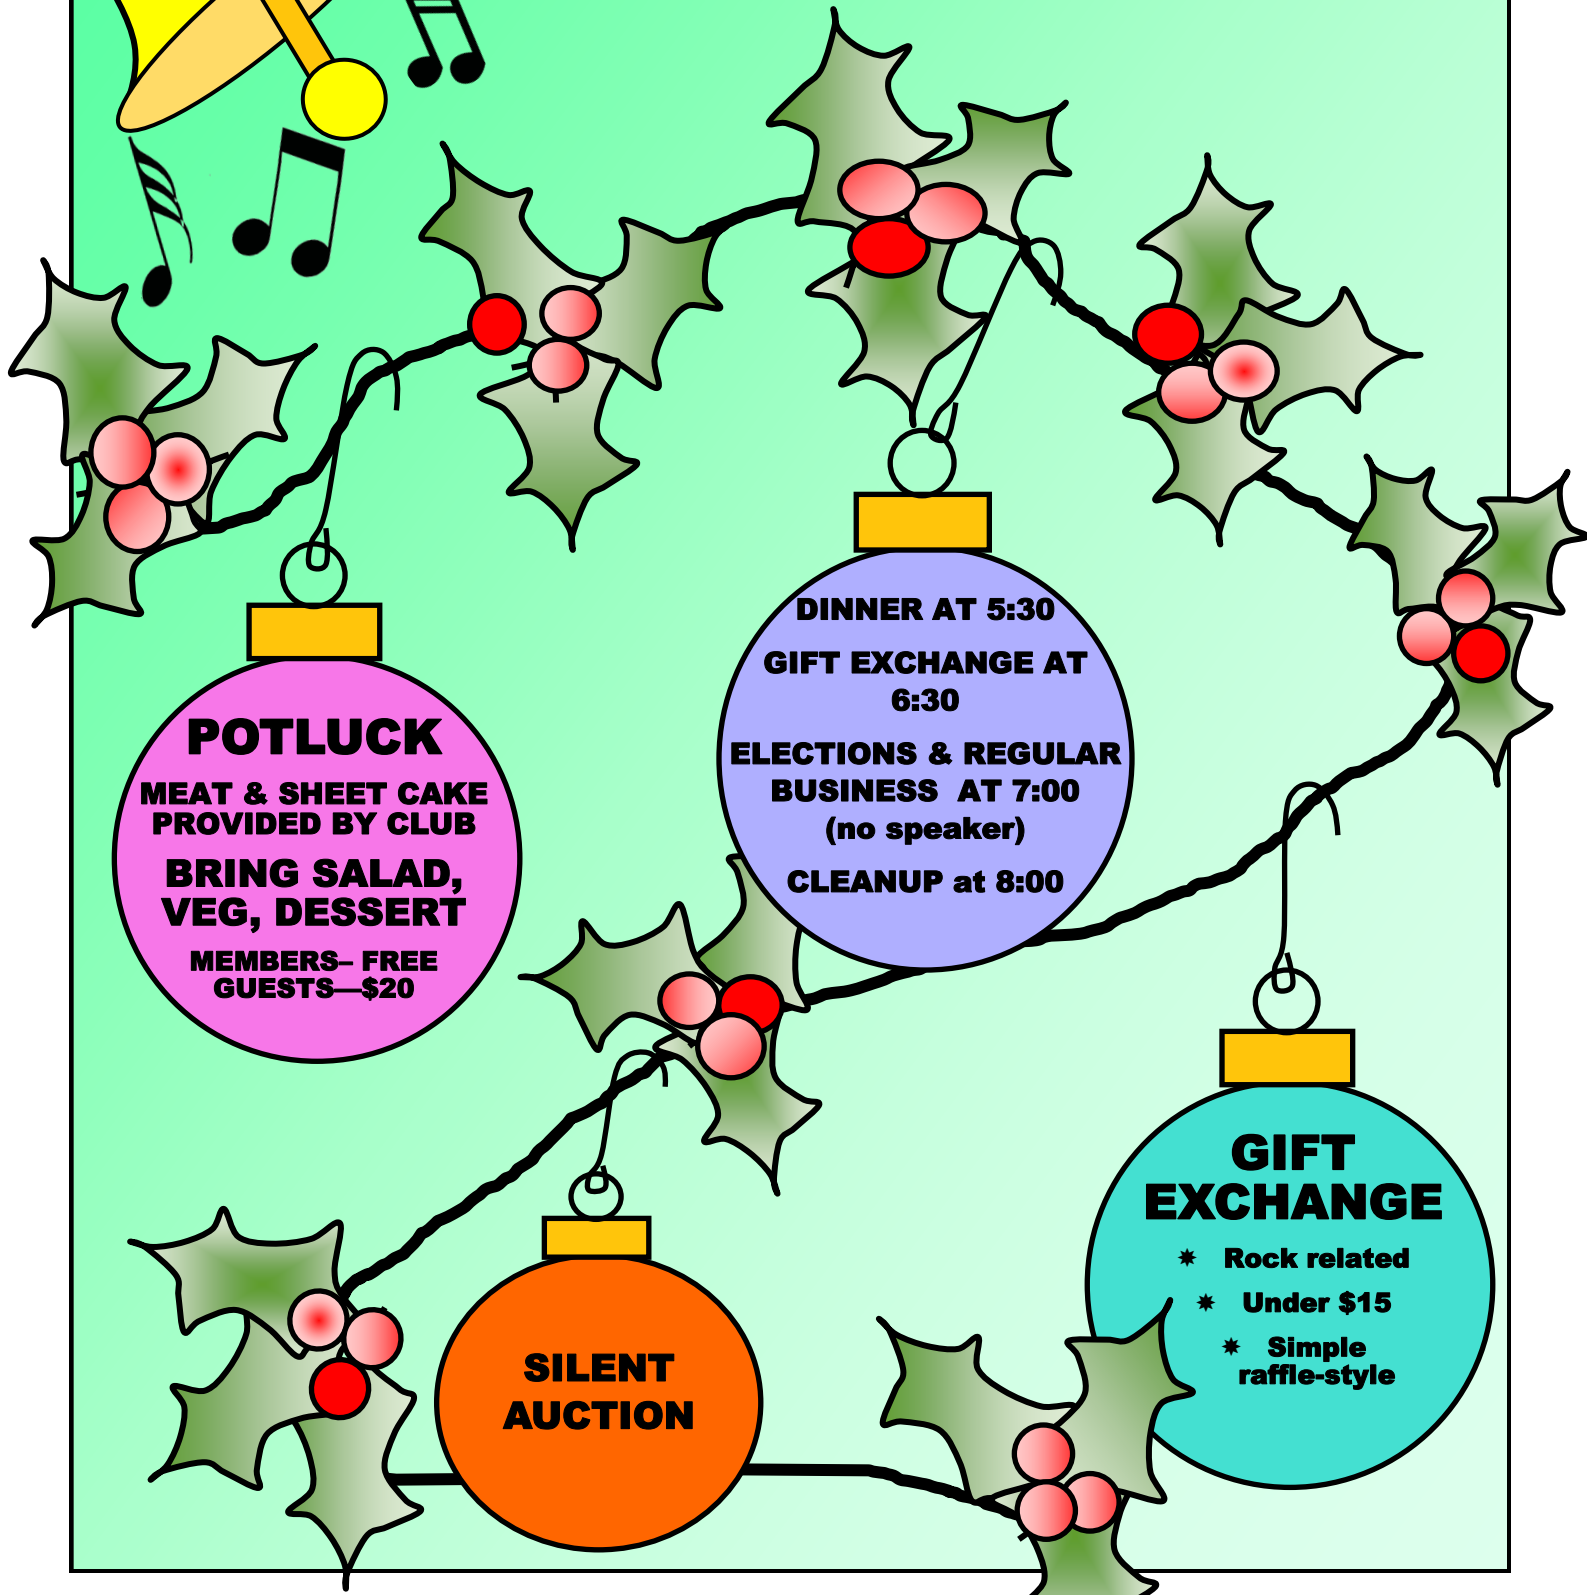 POTLUCK
MEAT & SHEET CAKE
PROVIDED BY CLUB
BRING SALAD,
VEG, DESSERT
MEMBERS– FREE
GUESTS—$20
DINNER AT 5:30
GIFT EXCHANGE AT
6:30
ELECTIONS & REGULAR
BUSINESS  AT 7:00
(no speaker)
CLEANUP at 8:00
SILENT
AUCTION
GIFT
EXCHANGE
✷ Rock related
✷ Under $15
✷ Simple
raffle-style